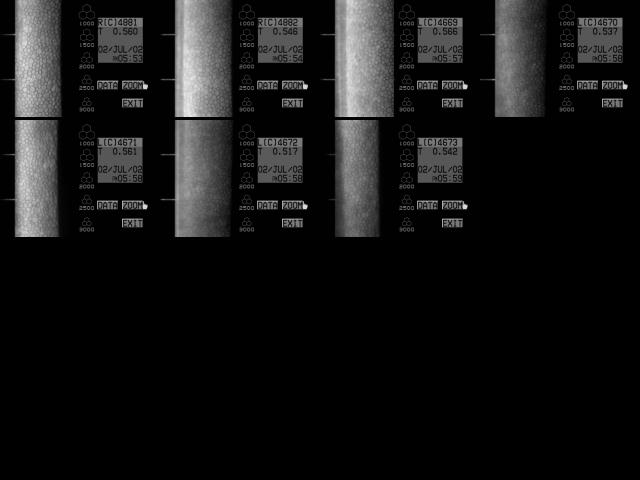 R(C)4881
T 0.560
02/JUL/02
PM05:53
1000
1500
2000
2500
3000
DATA ZOOM
EXIT
R(C)4882
T 0.546
02/JUL/02
PM05:54
1000
1500
2000
2500
3000
DATA ZOOM
EXIT
L(C)4669
T 0.566
02/JUL/02
PM05:57
1000
1500
2000
2500
3000
DATA ZOOM
EXIT
L(C)4670
T 0.537
02/JUL/02
PM05:58
1000
1500
2000
2500
3000
DATA ZOOM
EXIT
L(C)4671
T 0.561
02/JUL/02
PM05:58
1000
1500
2000
2500
3000
DATA ZOOM
EXIT
L(C)4672
T 0.517
02/JUL/02
PM05:58
1000
1500
2000
2500
3000
DATA ZOOM
EXIT
L(C)4673
T 0.542
02/JUL/02
PM05:59
1000
1500
2000
2500
3000
DATA ZOOM
EXIT